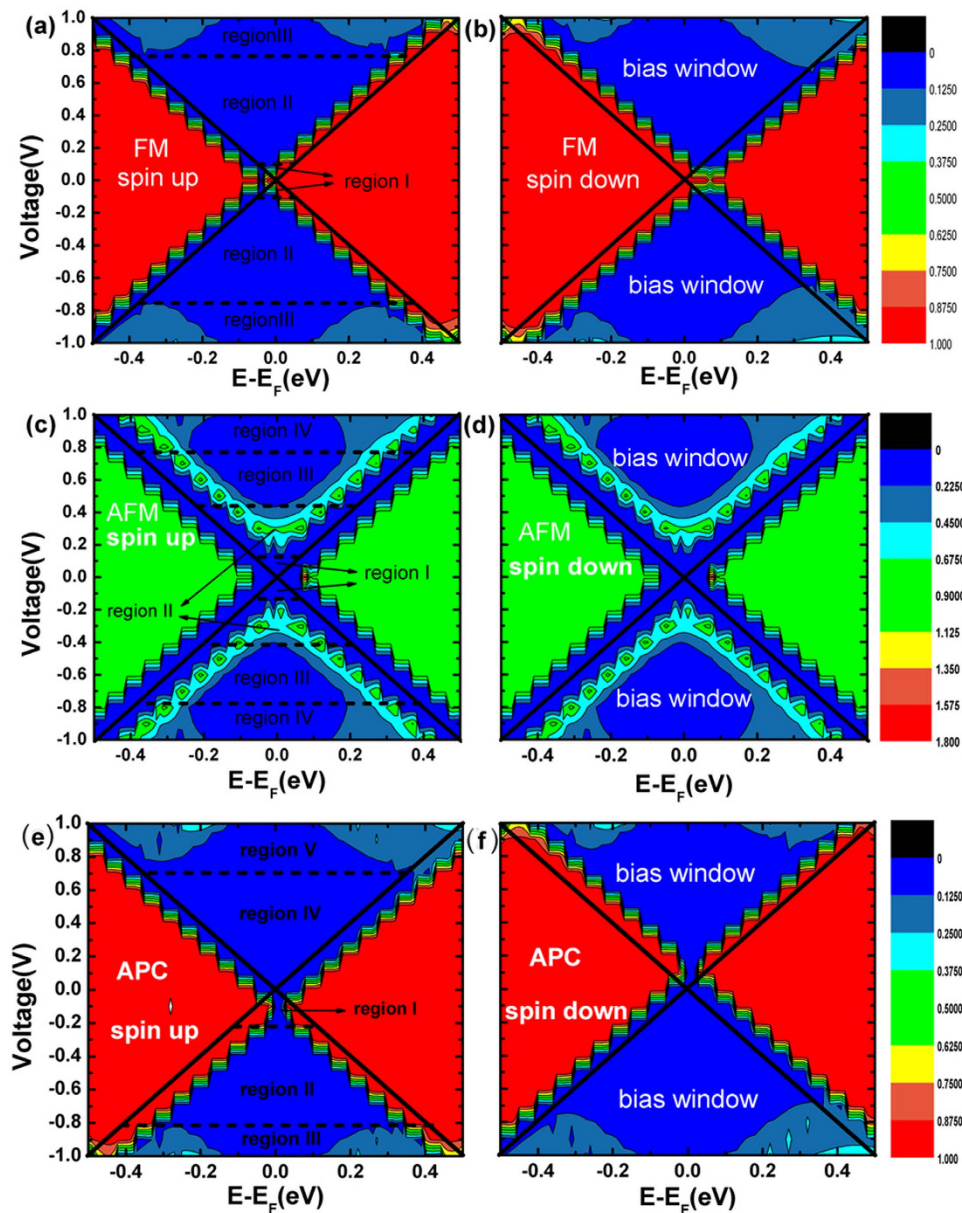 (a)
1.0
0.8
0.6
0.4
0.2
0.0
-0.2
-0.4
-0.6
-0.8
-1.0
Voltage(V)
regionIII
region II
FM
spin up
region I
region II
regionIII
-0.4 -0.2 0.0 0.2 0.4
E-EF(eV)
(b)
bias window
FM
spin down
bias window
-0.4 -0.2 0.0 0.2 0.4
E-EF(eV)
0
0.1250
0.2500
0.3750
0.6250
0.7500
0.8750
1.000
(c)
1.0
0.8
0.6
0.4
0.2
0.0
-0.2
-0.4
-0.6
-0.8
-1.0
Voltage(V)
region IV
region III
AFM
spin up
region I
region II
region III
region IV
-0.4 -0.2 0.0 0.2 0.4
E-EF(eV)
(d)
bias window
AFM
spin down
bias window
-0.4 -0.2 0.0 0.2 0.4
E-EF(eV)
0
0.2250
0.4500
0.6750
0.9000
1.125
1.350
1.575
1.800
(e)
1.0
0.8
0.6
0.4
0.2
0.0
-0.2
-0.4
-0.6
-0.8
-1.0
Voltage(V)
region V
region IV
APC
spin up
region I
region II
region III
-0.4 -0.2 0.0 0.2 0.4
E-EF(eV)
(f)
bias window
APC
spin down
bias window
-0.4 -0.2 0.0 0.2 0.4
E-EF(eV)
0
0.1250
0.2500
0.3750
0.5000
0.6250
0.7500
0.8750
1.000